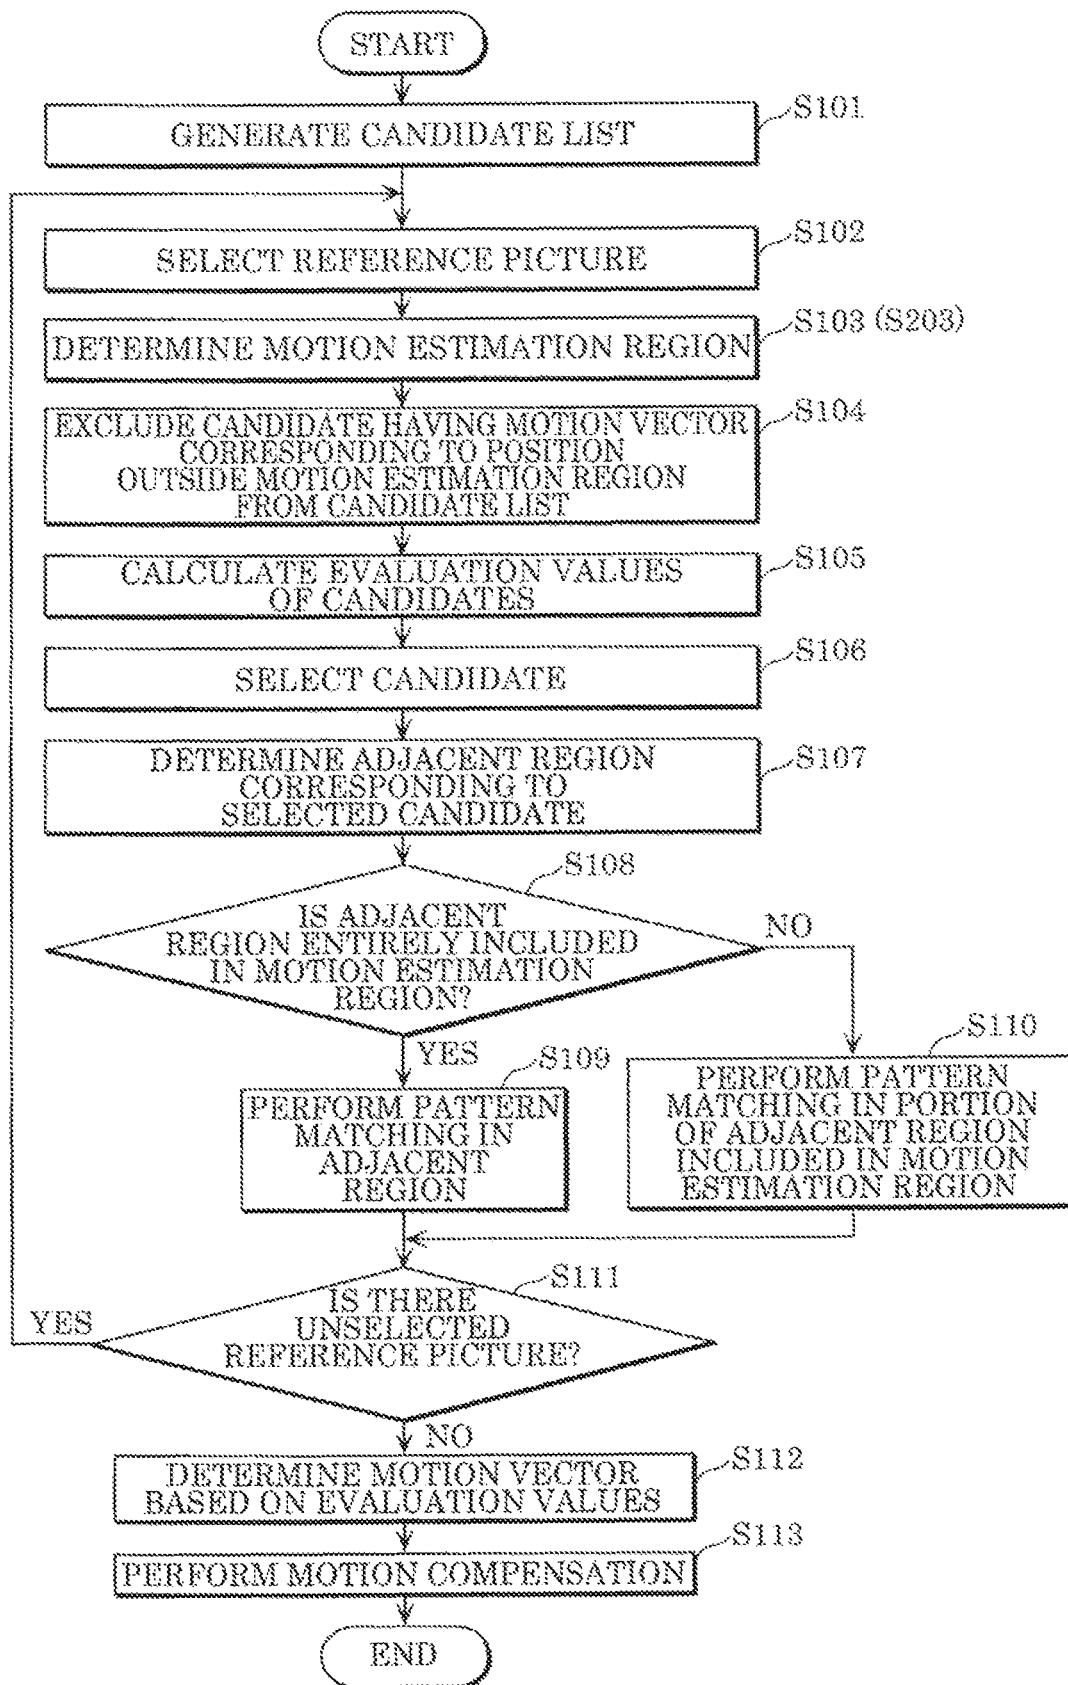 START
S101
GENERATE CANDIDATE LIST
S102
SELECT REFERENCE PICTURE
S103 (S203)
DETERMINE MOTION ESTIMATION REGION
S104
EXCLUDE CANDIDATE HAVING MOTION VECTOR
CORRESPONDING TO POSITION
OUTSIDE MOTION ESTIMATION REGION
FROM CANDIDATE LIST
S105
CALCULATE EVALUATION VALUES
OF CANDIDATES
S106
SELECT CANDIDATE
S107
DETERMINE ADJACENT REGION
CORRESPONDING TO
SELECTED CANDIDATE
S108
IS ADJACENT
REGION ENTIRELY INCLUDED
IN MOTION ESTIMATION
REGION?
NO
YES
S109
PERFORM PATTERN
MATCHING IN
ADJACENT
REGION
S110
PERFORM PATTERN
MATCHING IN PORTION
OF ADJACENT REGION
INCLUDED IN MOTION
ESTIMATION REGION
S111
IS THERE
UNSELECTED
REFERENCE PICTURE?
YES
NO
S112
DETERMINE MOTION VECTOR
BASED ON EVALUATION VALUES
S113
PERFORM MOTION COMPENSATION
END